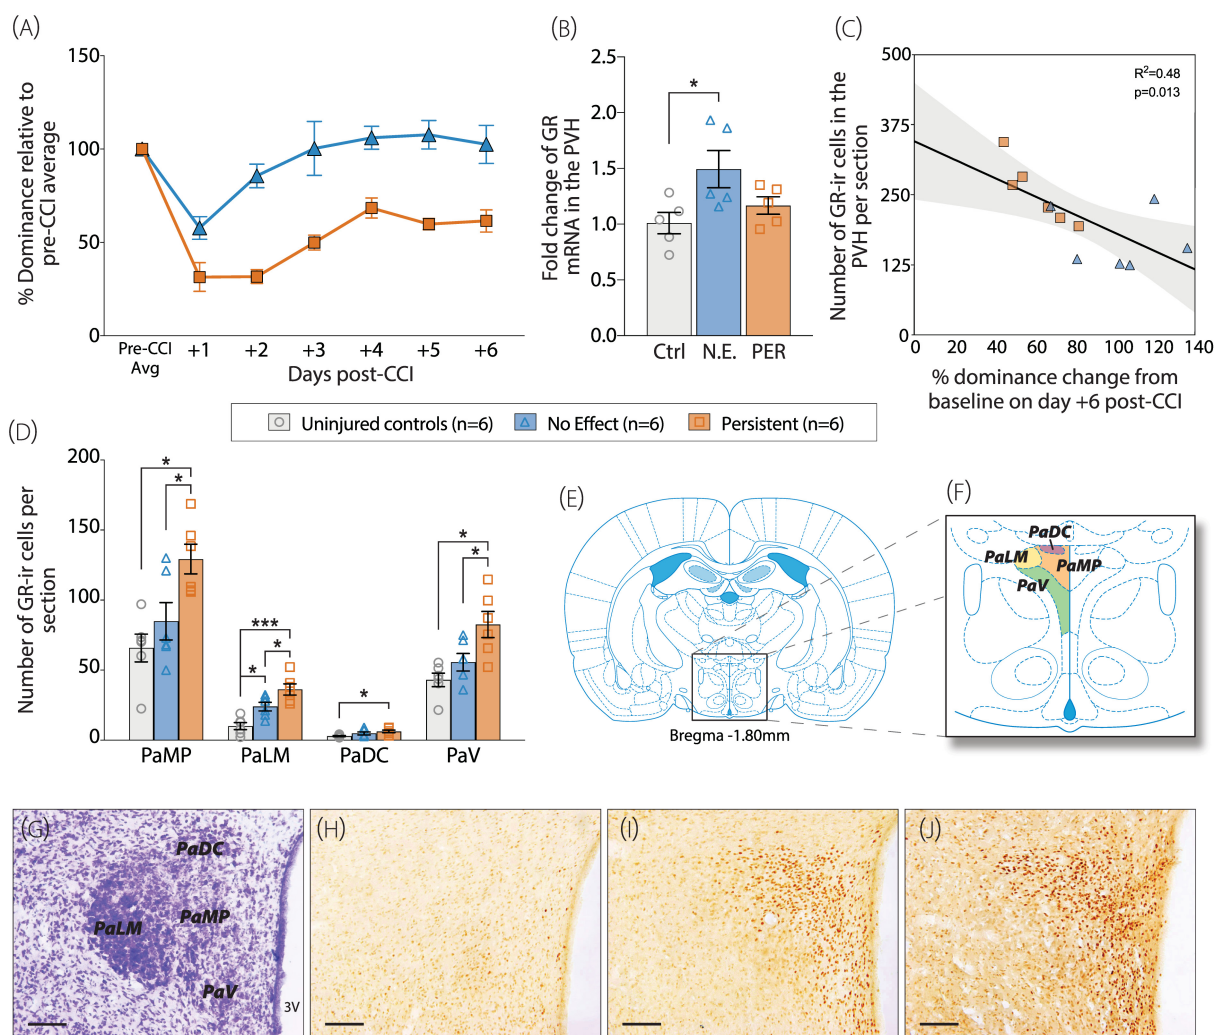 (A)
% Dominance relative to
pre-CCI average
150
100
50
0
Pre-CCI
Avg
+1
+2
+3
+4
+5
+6
Days post-CCI
(B)
Fold change of GR
mRNA in the PVH
2.5
2.0
1.5
1.0
0.5
0.0
*
Ctrl
N.E.
PER
(C)
Number of GR-ir cells in the
PVH per section
500
375
250
125
0
R²=0.48
p=0.013
0
20
40
60
80
100
120
140
% dominance change from
baseline on day +6 post-CCI
Uninjured controls (n=6)
No Effect (n=6)
Persistent (n=6)
(D)
Number of GR-ir cells per
section
200
150
100
50
0
*
*
***
*
*
*
*
*
PaMP
PaLM
PaDC
PaV
(E)
Bregma -1.80mm
(F)
PaDC
PaLM
PaMP
PaV
(G)
PaDC
PaLM
PaMP
PaV
3V
(H)
(I)
(J)